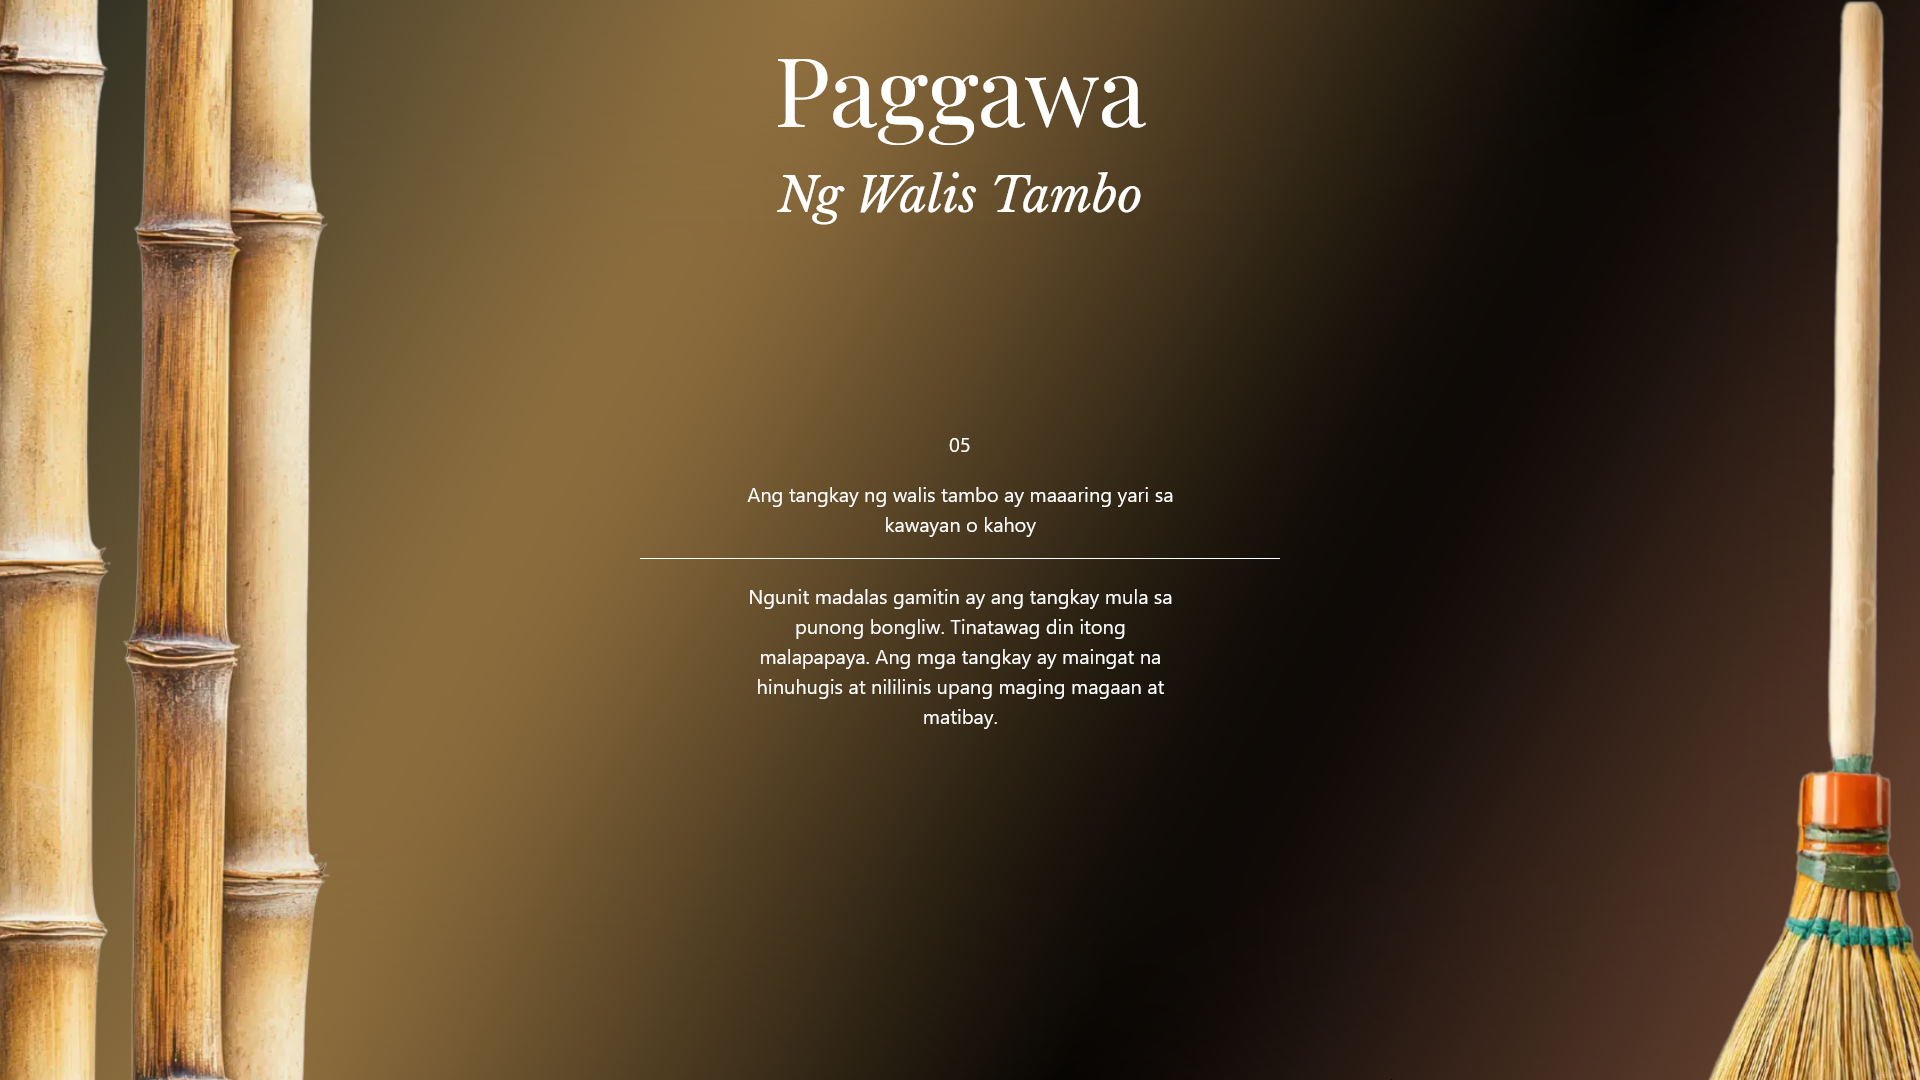 Paggawa
Ng Walis Tambo
05
Ang tangkay ng walis tambo ay maaaring yari sa
kawayan o kahoy
Ngunit madalas gamitin ay ang tangkay mula sa
punong bongliw. Tinatawag din itong
malapapaya. Ang mga tangkay ay maingat na
hinuhugis at nililinis upang maging magaan at
matibay.